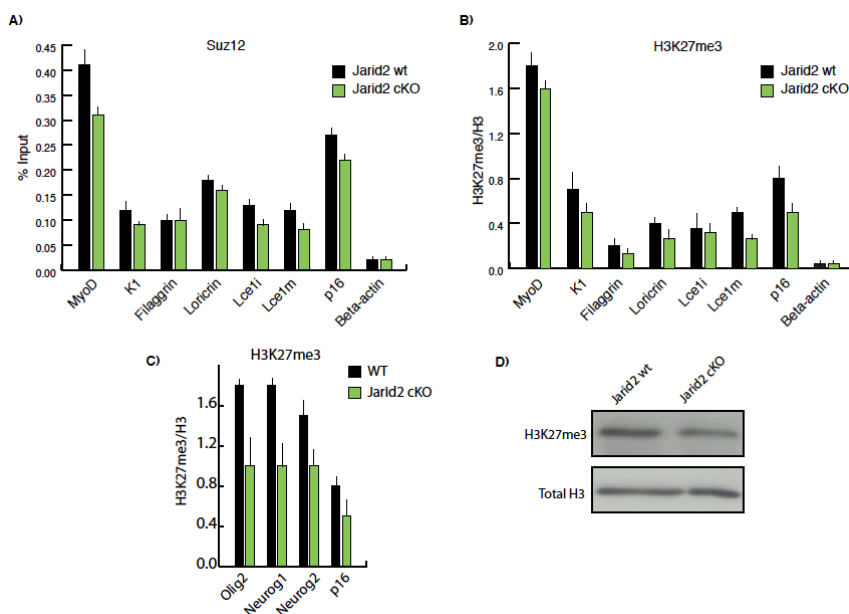 A)
Suz12
0.45
0.40
0.35
0.30
0.25
0.20
0.15
0.10
0.05
0.00
% Input
Jarid2 wt
Jarid2 cKO
MyoD
K1
Filaggrin
Loricrin
Lce1i
Lce1m
p16
Beta-actin
B)
H3K27me3
2.0
1.6
1.2
0.8
0.4
0.0
H3K27me3/H3
Jarid2 wt
Jarid2 cKO
MyoD
K1
Filaggrin
Loricrin
Lce1i
Lce1m
p16
Beta-actin
C)
H3K27me3
WT
Jarid2 cKO
1.6
1.2
0.8
0.4
0.0
H3K27me3/H3
Olig2
Neurog1
Neurog2
p16
D)
Jarid2 wt
Jarid2 cKO
H3K27me3
Total H3